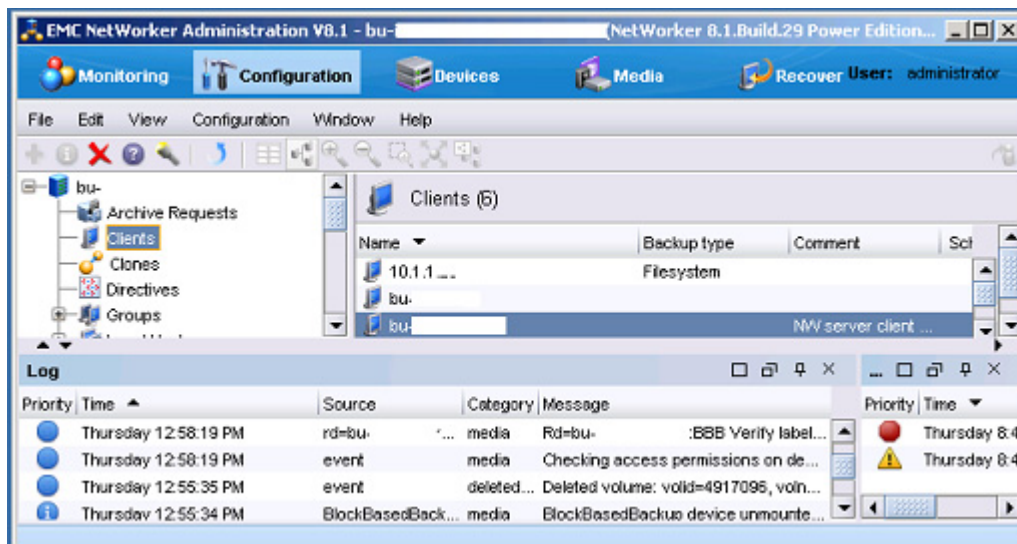 EMC NetWorker Administration V8.1 - bu- (NetWorker 8.1.Build.29 Power Edition...
Monitoring Configuration Devices Media Recover User: administrator
File Edit View Configuration Window Help
bu-
Archive Requests
Clients
Clones
Directives
Groups
Clients (6)
Name Backup type Comment Sch
10.1.1 Filesystem
bu-
bu- NW server client ...
Log
Priority Time Source Category Message
Thursday 12:58:19 PM rd=bu- '... media Rd=bu- :BBB Verify label...
Thursday 12:58:19 PM event media Checking access permissions on de...
Thursday 12:55:35 PM event deleted... Deleted volume: volid=4917096, voln...
Thursday 12:55:34 PM BlockBasedBack... media BlockBasedBackup device unmounte...
...
Priority Time
Thursday 8:4
Thursday 8:4